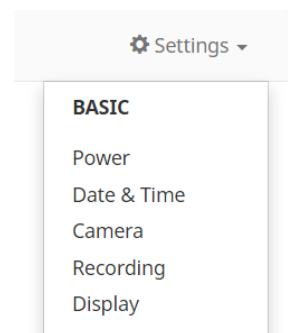 Settings
BASIC
Power
Date & Time
Camera
Recording
Display